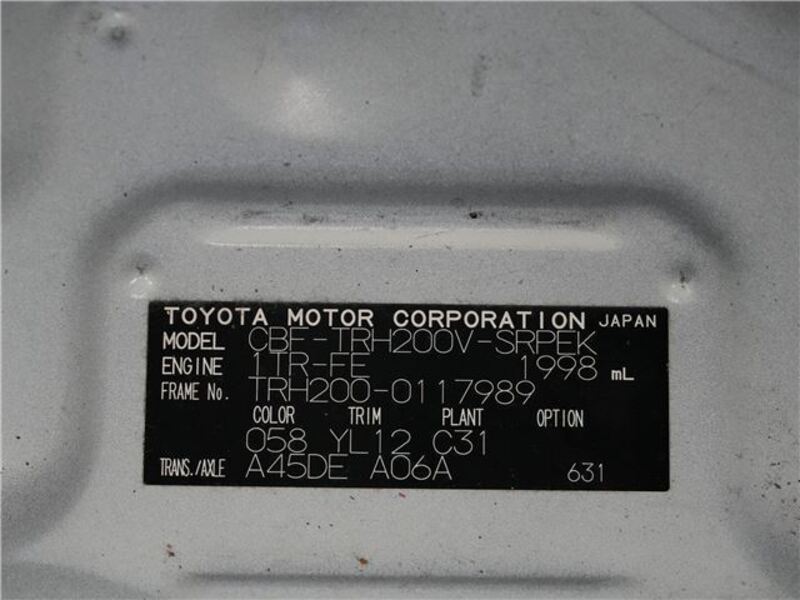 TOYOTA MOTOR CORPORATION JAPAN
MODEL CBF-TRH200V-SRPEK
ENGINE 1TR-FE 1998 mL
FRAME No. TRH200-0117989
COLOR TRIM PLANT OPTION
058 YL12 C31
TRANS./AXLE A45DE A06A 631